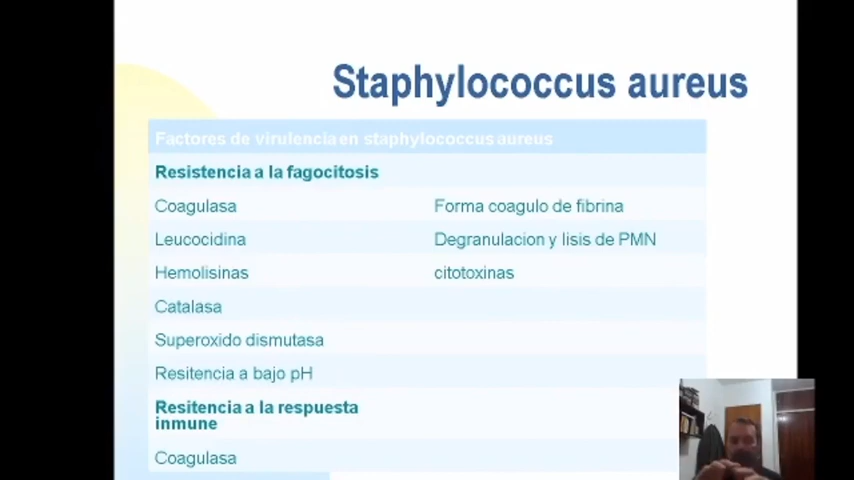 Staphylococcus aureus
Factores de virulencia en staphylococcus aureus
Resistencia a la fagocitosis
Coagulasa Forma coagulo de fibrina
Leucocidina Degranulacion y lisis de PMN
Hemolisinas citotoxinas
Catalasa
Superoxido dismutasa
Resitencia a bajo pH
Resitencia a la respuesta
inmune
Coagulasa